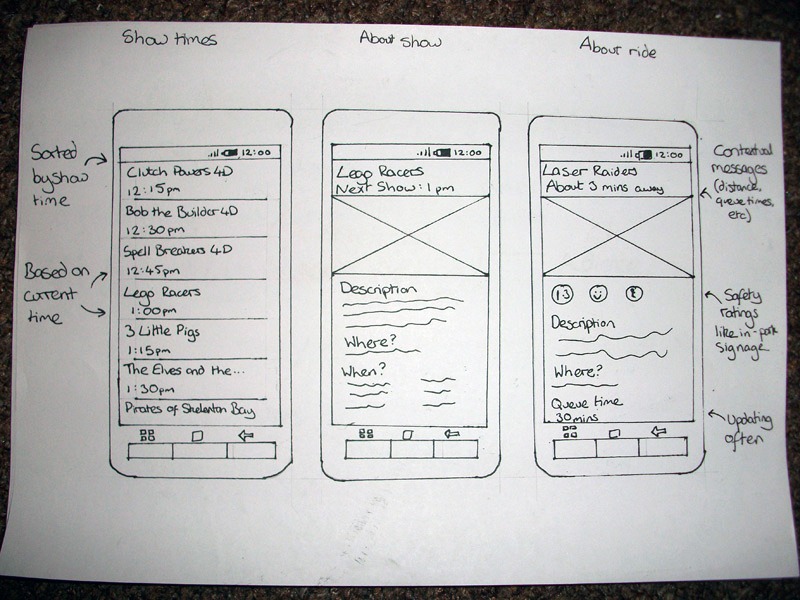 Show times
About show
About ride
Sorted
by show
time
Based on
current
time
12:00
Clutch Powers 4D
12:15pm
Bob the Builder 4D
12:30pm
Spell Breakers 4D
12:45pm
Lego Racers
1:00pm
3 Little Pigs
1:15pm
The Elves and the...
1:30pm
Pirates of Skelenton Bay
12:00
Lego Racers
Next Show: 1pm
Description
Where?
When?
12:00
Laser Raiders
About 3 mins away
Description
Where?
Queue time
30mins
Contextual
messages
(distance,
queue times,
etc)
Safety
ratings
like in-park
signage
Updating
often